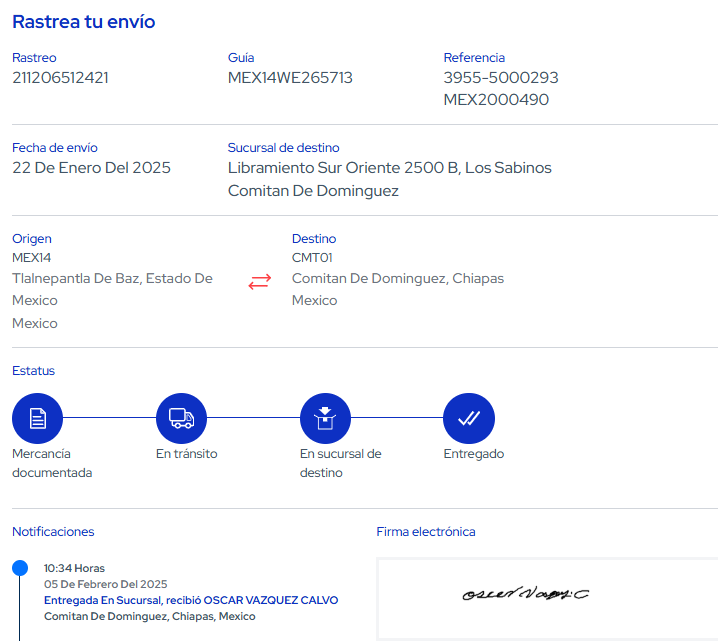 Rastrea tu envío
Rastreo
211206512421
Guía
MEX14WE265713
Referencia
3955-5000293
MEX2000490
Fecha de envío
22 De Enero Del 2025
Sucursal de destino
Libramiento Sur Oriente 2500 B, Los Sabinos
Comitan De Dominguez
Origen
MEX14
Tlalnepantla De Baz, Estado De
Mexico
Mexico
Destino
CMT01
Comitan De Dominguez, Chiapas
Mexico
Estatus
Mercancía
documentada
En tránsito
En sucursal de
destino
Entregado
Notificaciones
10:34 Horas
05 De Febrero Del 2025
Entregada En Sucursal, recibió OSCAR VAZQUEZ CALVO
Comitan De Dominguez, Chiapas, Mexico
Firma electrónica